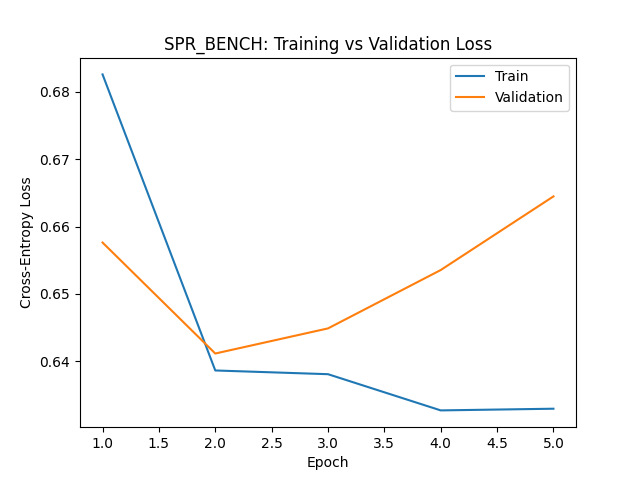 SPR_BENCH: Training vs Validation Loss
Train
Validation
Cross-Entropy Loss
0.68
0.67
0.66
0.65
0.64
1.0 1.5 2.0 2.5 3.0 3.5 4.0 4.5 5.0
Epoch